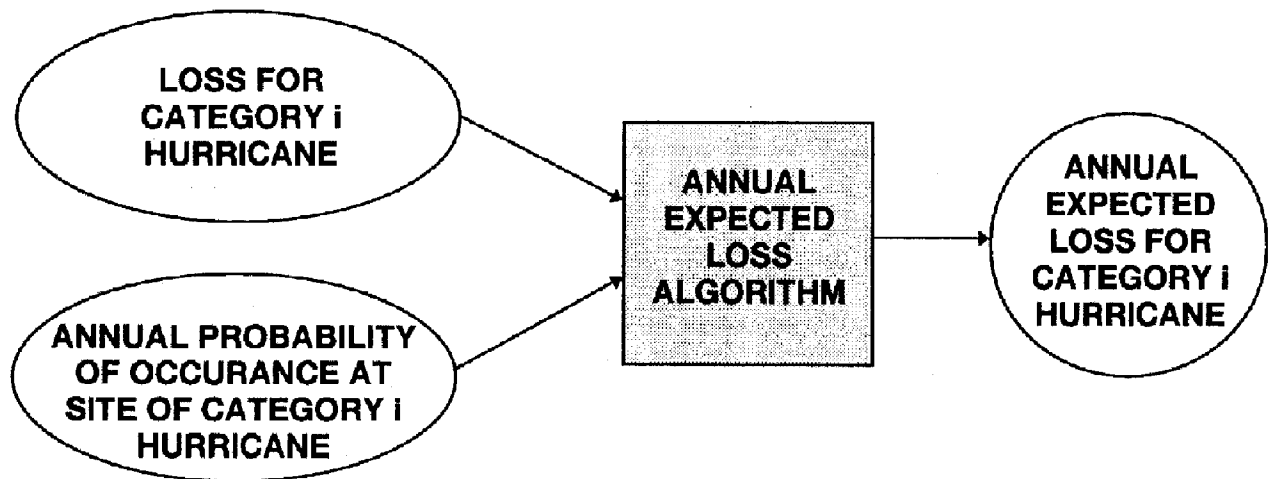 LOSS FOR
CATEGORY i
HURRICANE
ANNUAL PROBABILITY
OF OCCURANCE AT
SITE OF CATEGORY i
HURRICANE
ANNUAL
EXPECTED
LOSS
ALGORITHM
ANNUAL
EXPECTED
LOSS FOR
CATEGORY i
HURRICANE